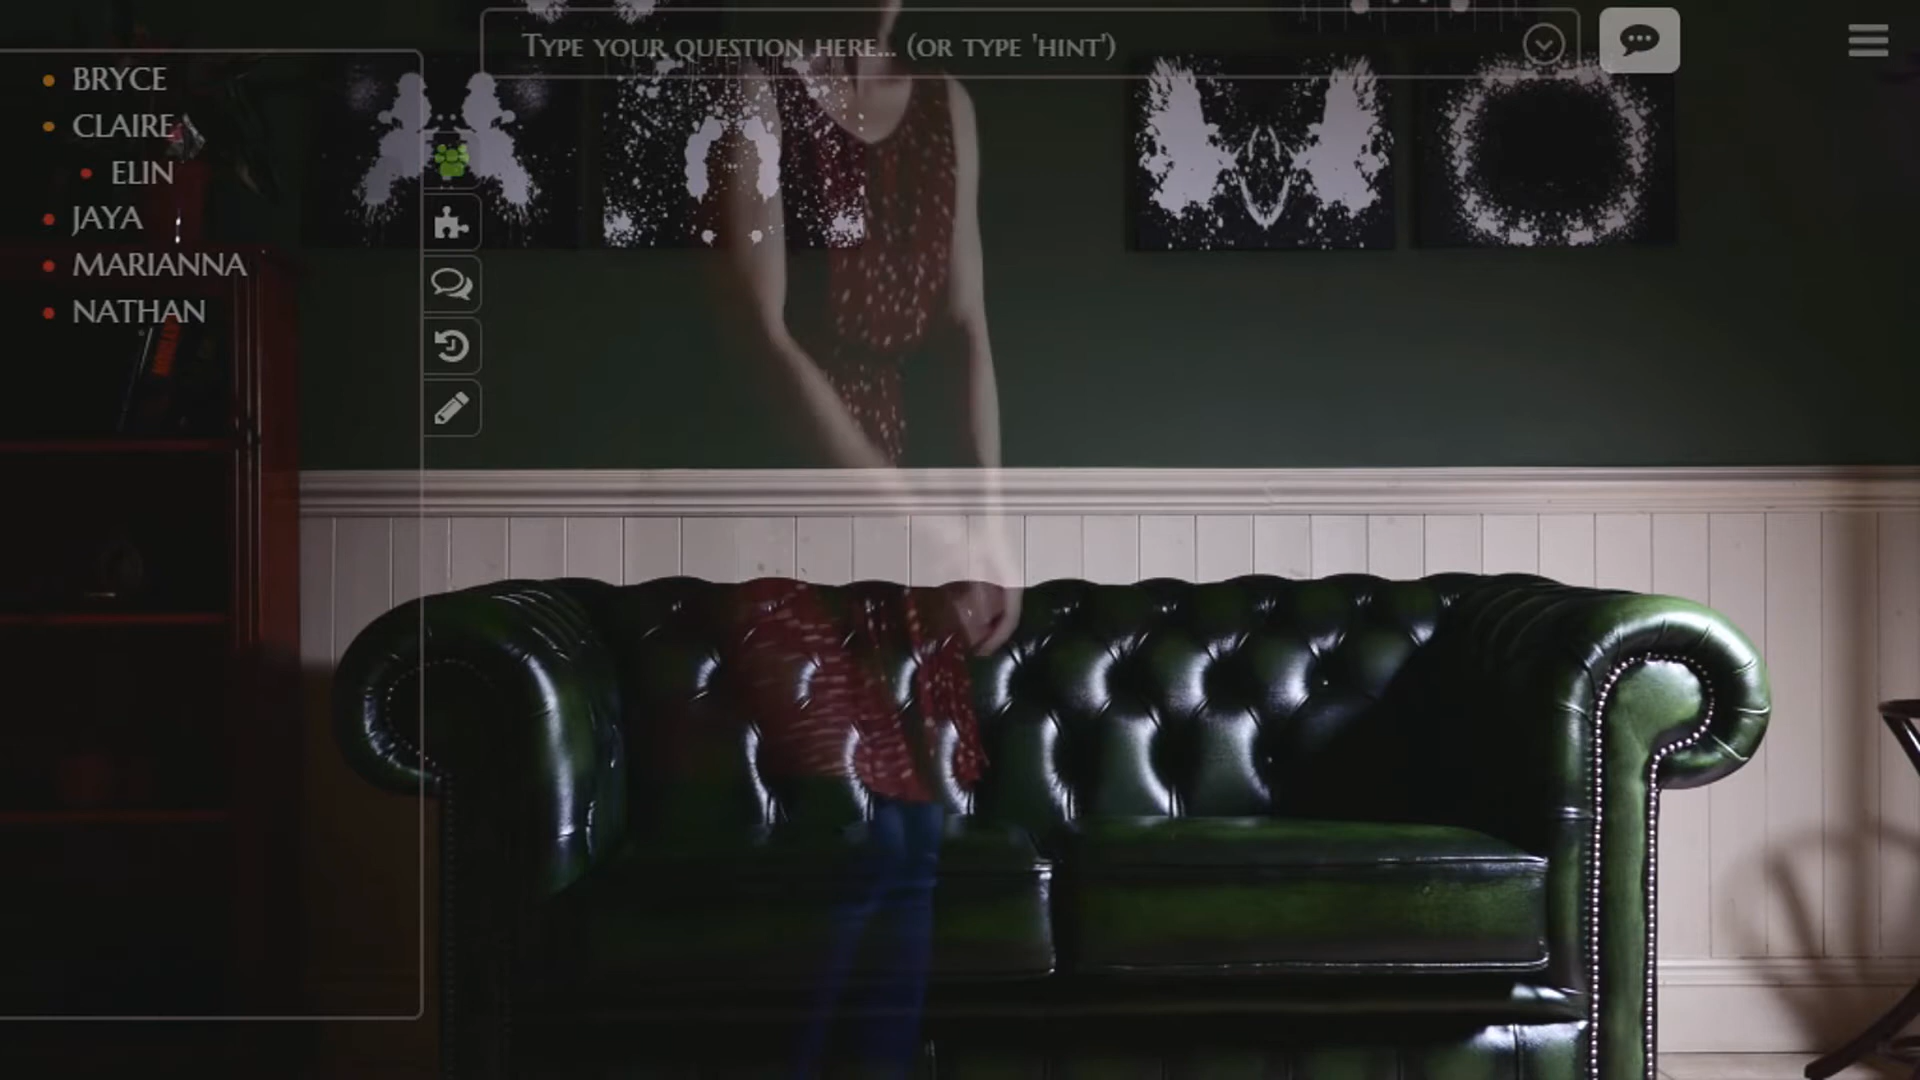 Type your question here... (or type 'hint')
BRYCE
CLAIRE
ELIN
JAYA
MARIANNA
NATHAN